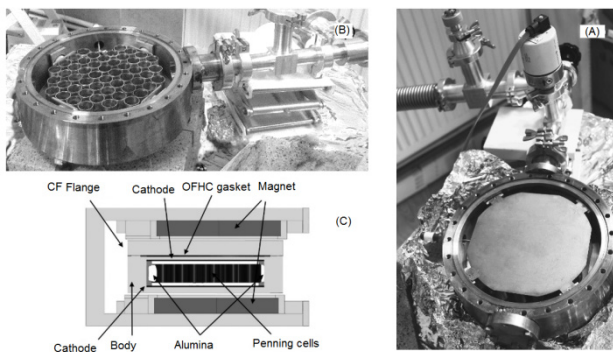 (B)
(A)
CF Flange
Cathode
OFHC gasket
Magnet
(C)
Cathode
Body
Alumina
Penning cells